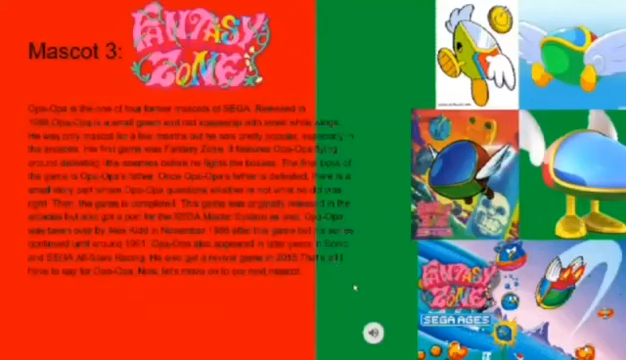 Mascot 3:
FANTASY
ZONE
Opa-Opa is the one of four former mascots of SEGA. Released in
1986 Opa-Opa is a small green and red spaceship with small white wings.
He was only mascot for a few months but he was pretty popular, especially in
the arcades. His first game was Fantasy Zone. It features Opa-Opa flying
around defeating little enemies before he fights the bosses. The final boss of
the game is Opa-Opa's father. Once Opa-Opa's father is defeated, there is a
small story part where Opa-Opa questions whether or not what he did was
right. Then, the game is completed. This game was originally released in the
arcades but also got a port for the SEGA Master System as well. Opa-Opa
was been over by Alex Kidd in November 1986 after this game but his series
continued until around 1991. Opa-Opa also appeared in later years in Sonic
and SEGA All-Stars Racing. He also got a revival game in 2015 That's all I
have to say for Opa-Opa. Now, let's move on to our next mascot.
FANTASY
ZONE
SEGA AGES